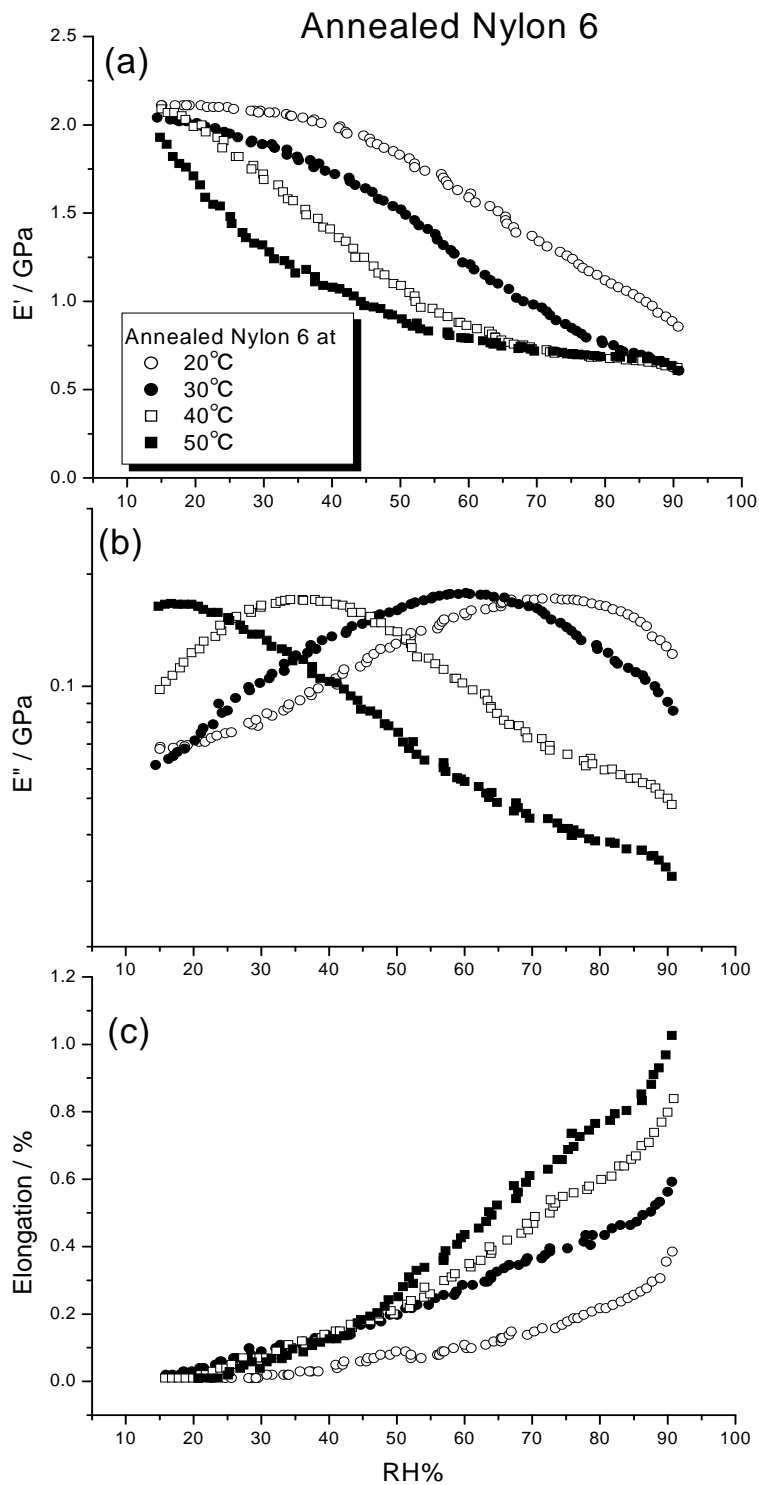 Annealed Nylon 6
(a)
E' / GPa
2.5
2.0
1.5
1.0
0.5
0.0
Annealed Nylon 6 at
20°C
30°C
40°C
50°C
10 20 30 40 50 60 70 80 90 100
(b)
E" / GPa
0.1
10 20 30 40 50 60 70 80 90 100
(c)
Elongation / %
1.2
1.0
0.8
0.6
0.4
0.2
0.0
10 20 30 40 50 60 70 80 90 100
RH%